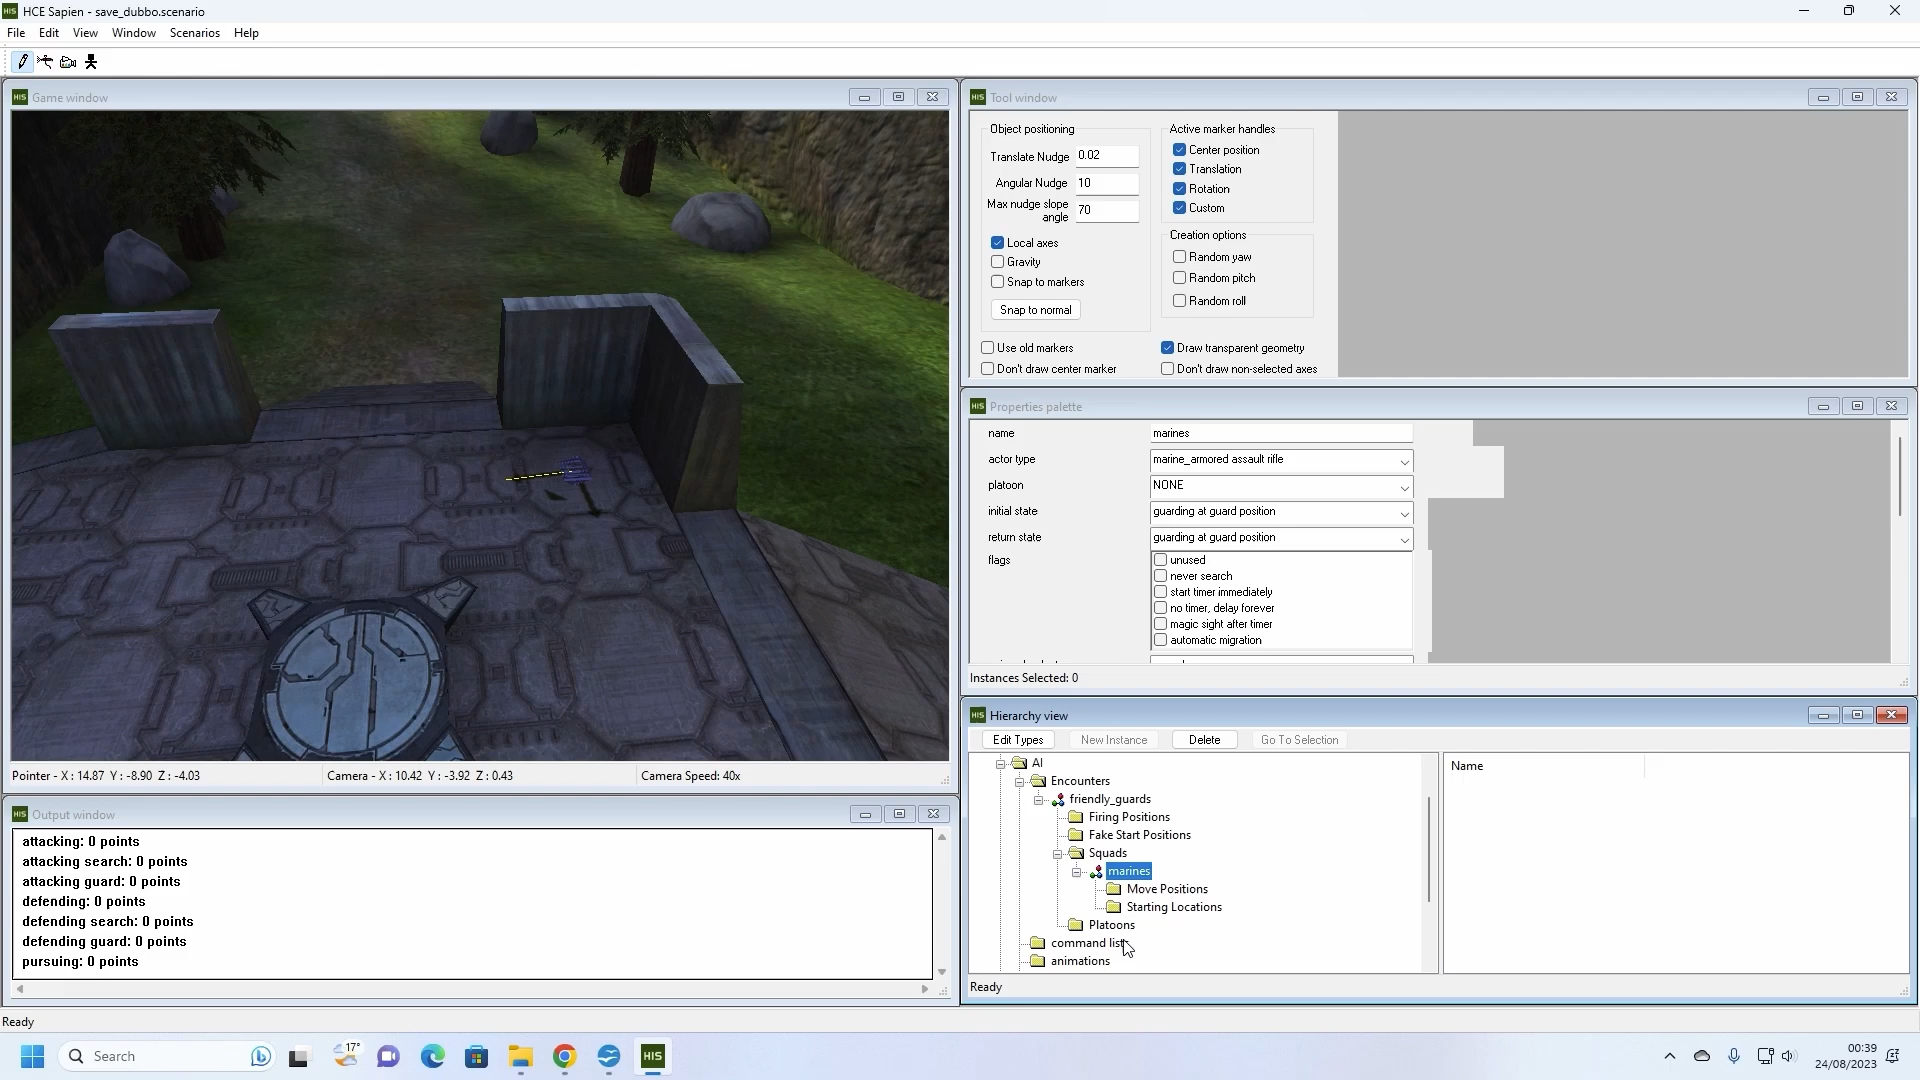 HCE Sapien - save_dubbo.scenario
File Edit View Window Scenarios Help
Game window
Pointer - X : 14.87 Y : -8.90 Z : -4.03
Camera - X : 10.42 Y : -3.92 Z : 0.43
Camera Speed: 40x
Output window
attacking: 0 points
attacking search: 0 points
attacking guard: 0 points
defending: 0 points
defending search: 0 points
defending guard: 0 points
pursuing: 0 points
Ready
Tool window
Object positioning
Translate Nudge 0.02
Angular Nudge 10
Max nudge slope
angle 70
Local axes
Gravity
Snap to markers
Snap to normal
Active marker handles
Center position
Translation
Rotation
Custom
Creation options
Random yaw
Random pitch
Random roll
Use old markers
Don't draw center marker
Draw transparent geometry
Don't draw non-selected axes
Properties palette
name marines
actor type marine_armored assault rifle
platoon NONE
initial state guarding at guard position
return state guarding at guard position
flags
unused
never search
start timer immediately
no timer, delay forever
magic sight after timer
automatic migration
Instances Selected: 0
Hierarchy view
Edit Types New Instance Delete Go To Selection
AI
Encounters
friendly_guards
Firing Positions
Fake Start Positions
Squads
marines
Move Positions
Starting Locations
Platoons
command lists
animations
Name
Ready
Search
17°
HIS
00:39
24/08/2023